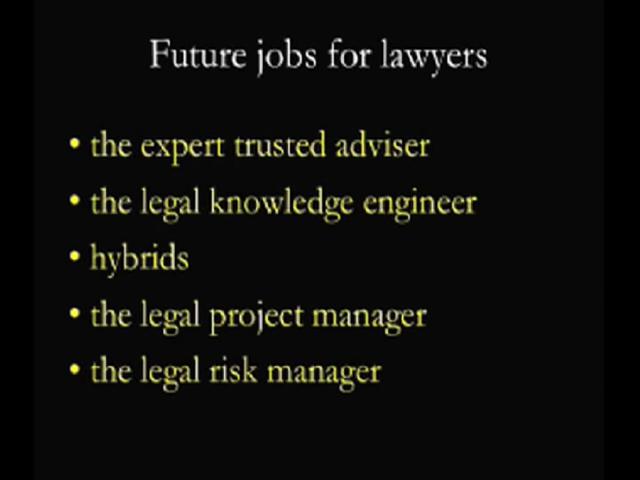 Future jobs for lawyers
• the expert trusted adviser
• the legal knowledge engineer
• hybrids
• the legal project manager
• the legal risk manager